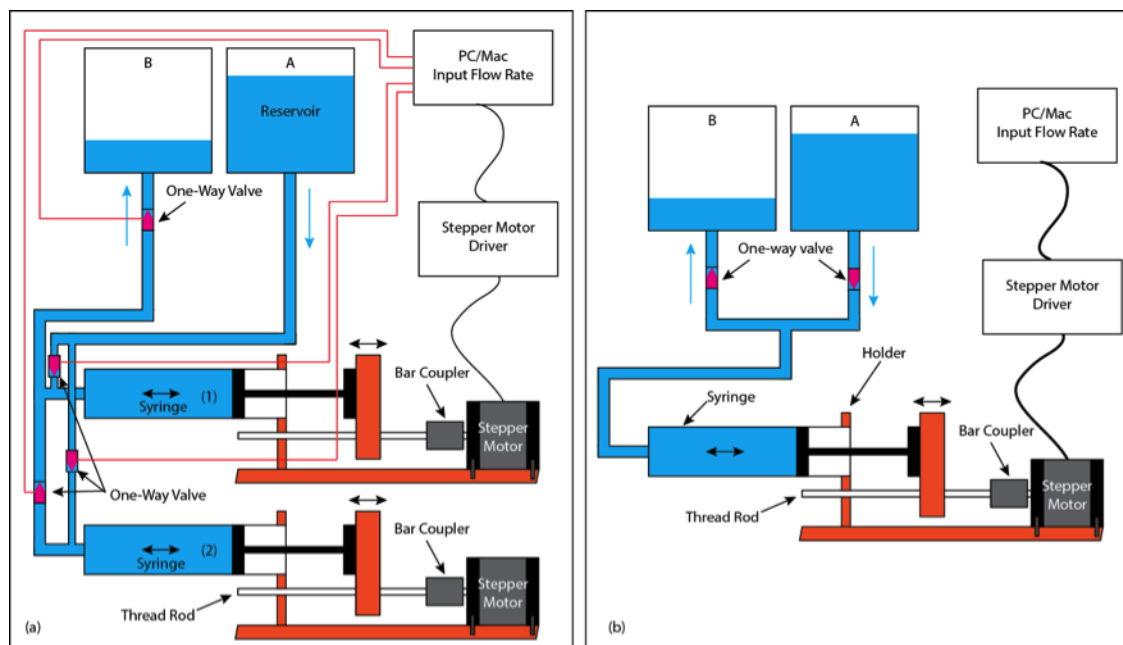 B
A
PC/Mac
Input Flow Rate
Reservoir
One-Way Valve
Stepper Motor
Driver
Bar Coupler
Syringe
(1)
Stepper
Motor
One-Way Valve
Bar Coupler
Syringe
(2)
Stepper
Motor
Thread Rod
(a)
B
A
PC/Mac
Input Flow Rate
One-way valve
Stepper Motor
Driver
Holder
Syringe
Bar Coupler
Stepper
Motor
Thread Rod
(b)